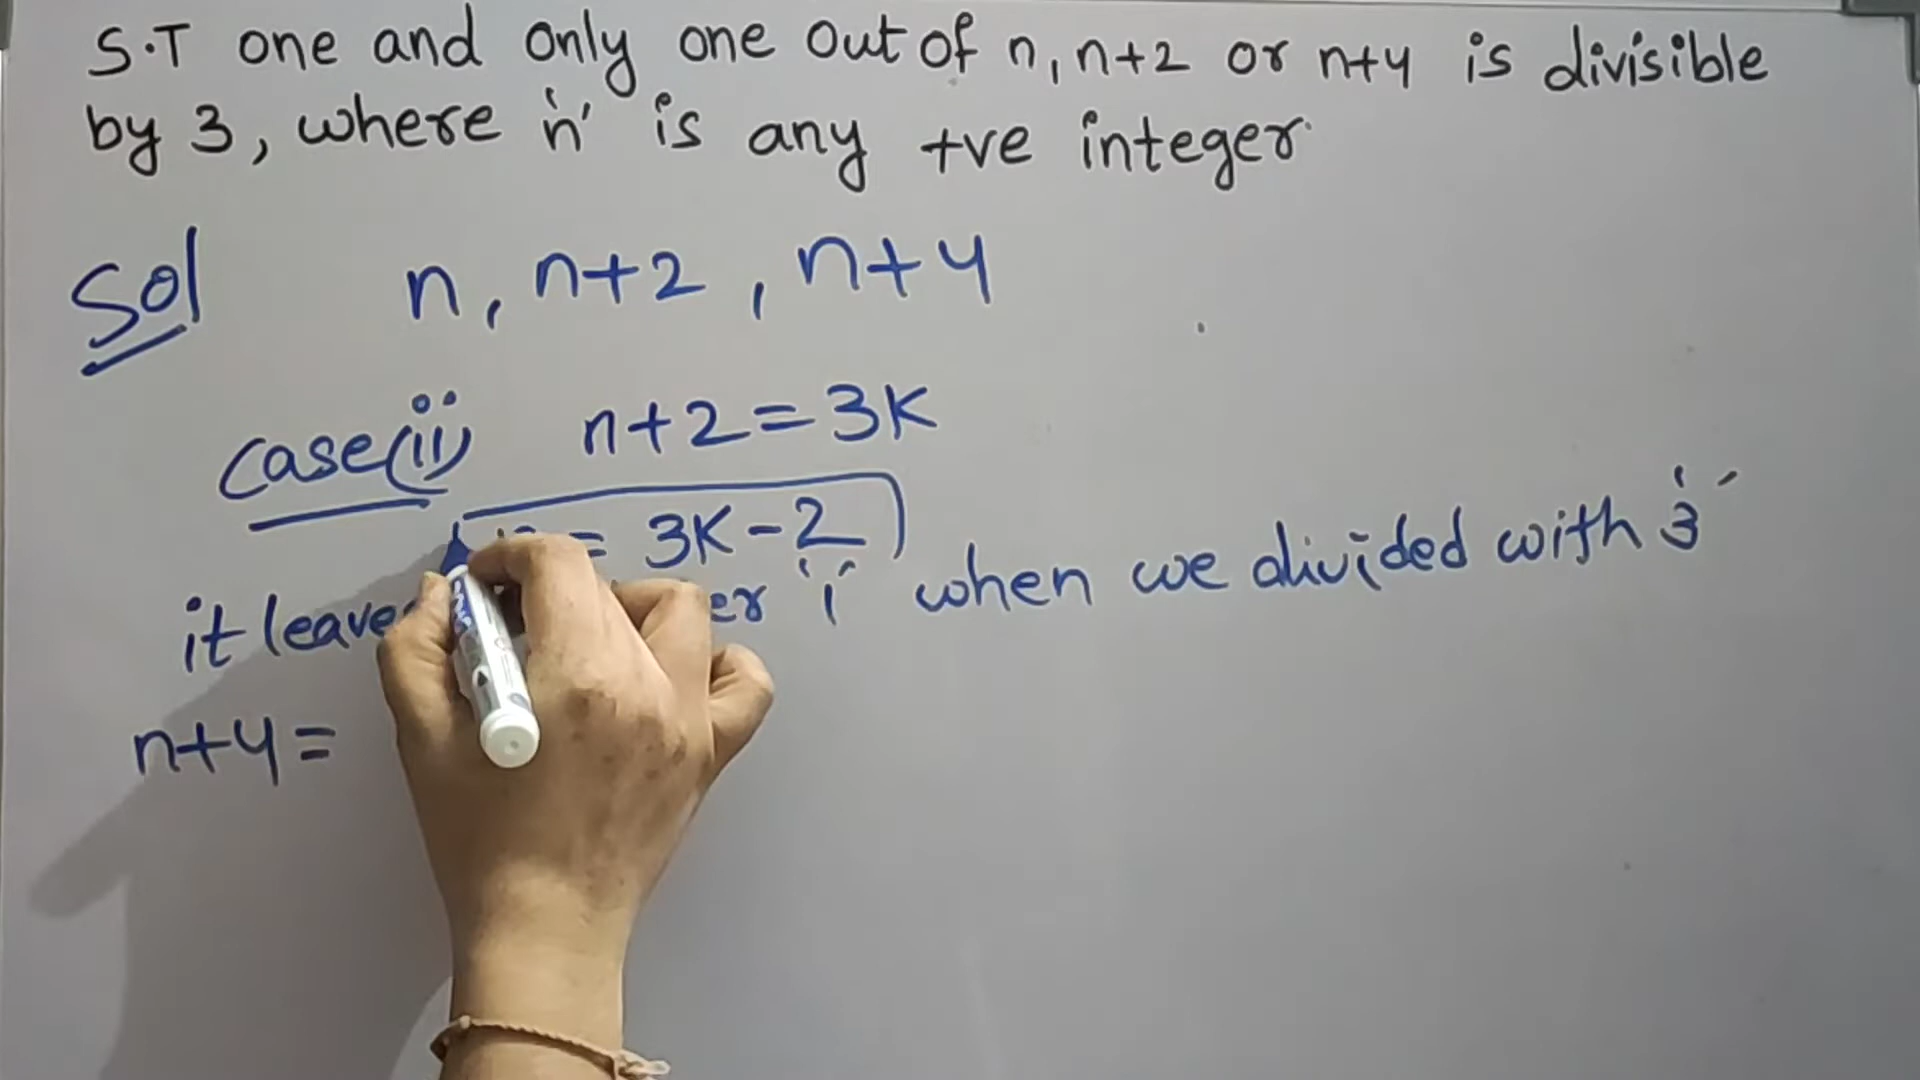 S.T one and only one out of n, n+2 or n+4 is divisible
by 3, where 'n' is any +ve integer.
Sol n, n+2, n+4
Case(ii) n+2=3K
= 3K-2
it '1' when we divided with '3'
n+4=